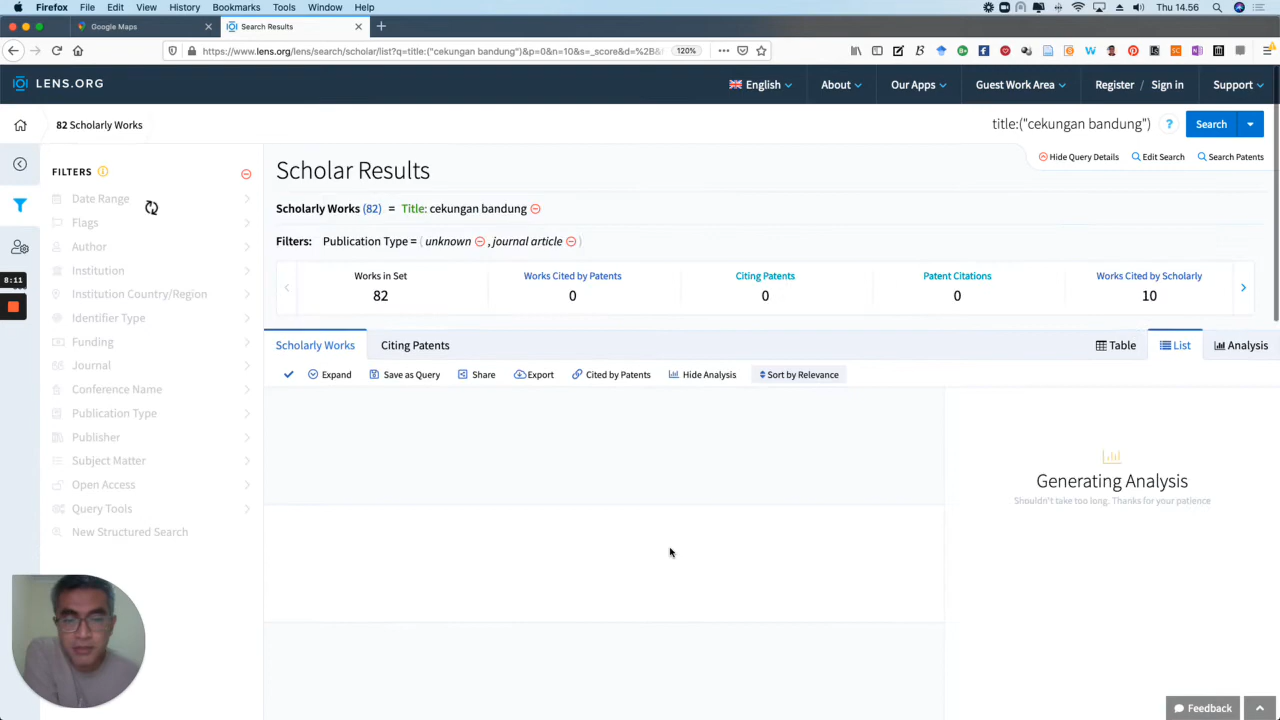 Firefox File Edit View History Bookmarks Tools Window Help Thu 14.56
Google Maps
Search Results
https://www.lens.org/lens/search/scholar/list?q=title:("cekungan bandung")&p=0&n=10&s=_score&d=%2B&f 120%
LENS.ORG
English
About
Our Apps
Guest Work Area
Register / Sign in
Support
82 Scholarly Works
title:("cekungan bandung")
?
Search
Hide Query Details
Edit Search
Search Patents
FILTERS
Date Range
Flags
Author
Institution
Institution Country/Region
Identifier Type
Funding
Journal
Conference Name
Publication Type
Publisher
Subject Matter
Open Access
Query Tools
New Structured Search
8:11
Scholar Results
Scholarly Works (82) = Title: cekungan bandung
Filters: Publication Type = ( unknown , journal article )
Works in Set
82
Works Cited by Patents
0
Citing Patents
0
Patent Citations
0
Works Cited by Scholarly
10
Scholarly Works
Citing Patents
Table
List
Analysis
Expand
Save as Query
Share
Export
Cited by Patents
Hide Analysis
Sort by Relevance
Generating Analysis
Shouldn't take too long. Thanks for your patience
Feedback